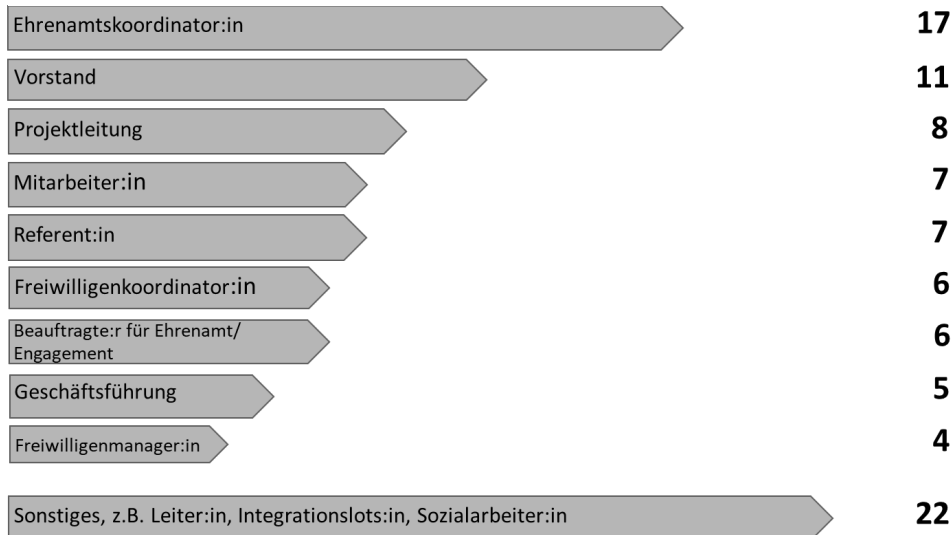 Ehrenamtskoordinator:in 17
Vorstand 11
Projektleitung 8
Mitarbeiter:in 7
Referent:in 7
Freiwilligenkoordinator:in 6
Beauftragte:r für Ehrenamt/
Engagement 6
Geschäftsführung 5
Freiwilligenmanager:in 4
Sonstiges, z.B. Leiter:in, Integrationslots:in, Sozialarbeiter:in 22